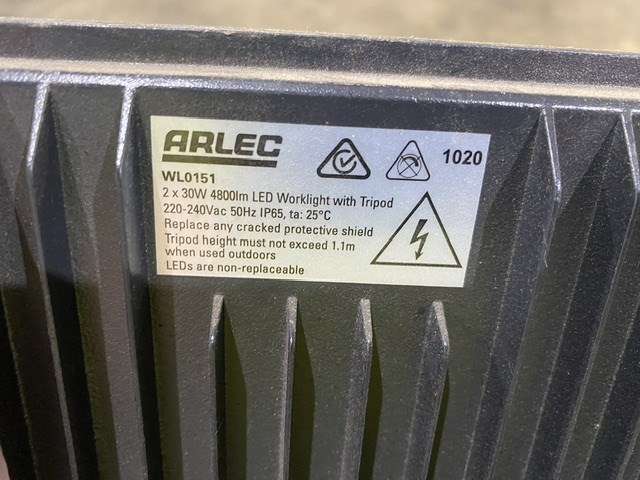 ARLEC
1020
WL0151
2 x 30W 4800lm LED Worklight with Tripod
220-240Vac 50Hz IP65, ta: 25°C
Replace any cracked protective shield
Tripod height must not exceed 1.1m
when used outdoors
LEDs are non-replaceable